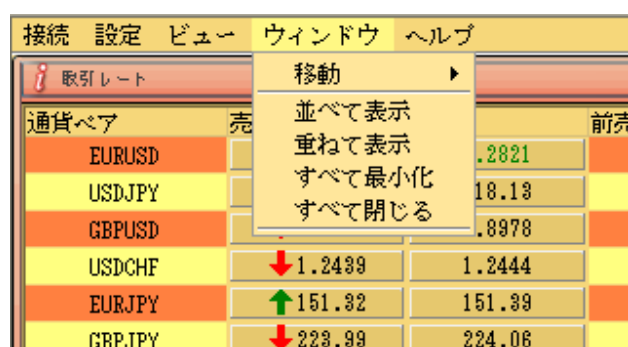 接続 設定 ビュー ウィンドウ ヘルプ
取引レート
移動
並べて表示
重ねて表示
すべて最小化
すべて閉じる
通貨ペア 売 前売
EURUSD .2821
USDJPY 18.13
GBPUSD .8978
USDCHF 1.2439 1.2444
EURJPY 151.32 151.39
GBPJPY 223.99 224.06